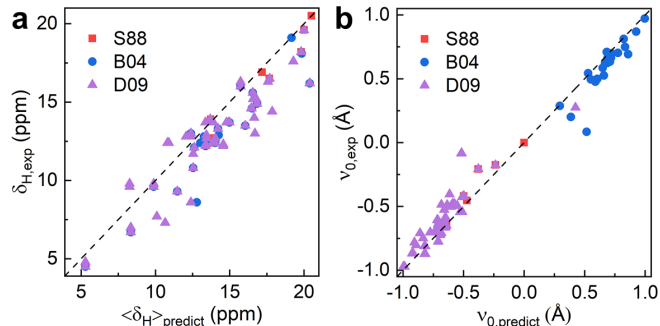 a
S88
B04
D09
δH,exp (ppm)
20
15
10
5
5 10 15 20
<δH>predict (ppm)
b
S88
B04
D09
ν0,exp (Å)
1.0
0.5
0.0
-0.5
-1.0
-1.0 -0.5 0.0 0.5 1.0
ν0,predict (Å)